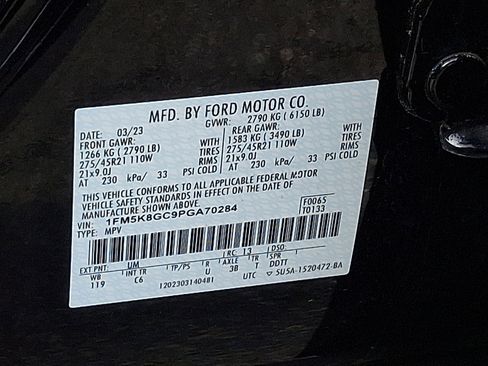 MFD. BY FORD MOTOR CO.
DATE: 03/23 GVWR: 2790 KG ( 6150 LB)
FRONT GAWR: REAR GAWR:
1266 KG ( 2790 LB) WITH 1583 KG ( 3490 LB) WITH
275/45R21 110W TIRES 275/45R21 110W TIRES
21x9.0J RIMS 21x9.0J RIMS
AT 230 kPa/ 33 PSI COLD AT 230 kPa/ 33 PSI COLD
THIS VEHICLE CONFORMS TO ALL APPLICABLE FEDERAL MOTOR
VEHICLE SAFETY STANDARDS IN EFFECT ON THE DATE OF
MANUFACTURE SHOWN ABOVE.
VIN: 1FM5K8GC9PGA70284 F0065
TYPE: MPV T0133
EXT PNT: UM RC: 13 DSO:
WB INT TR TP/PS R AXLE TR SPR
119 C6 U 3B T DDTT
1202303140481 UTC ▽5U5A-1520472-BA